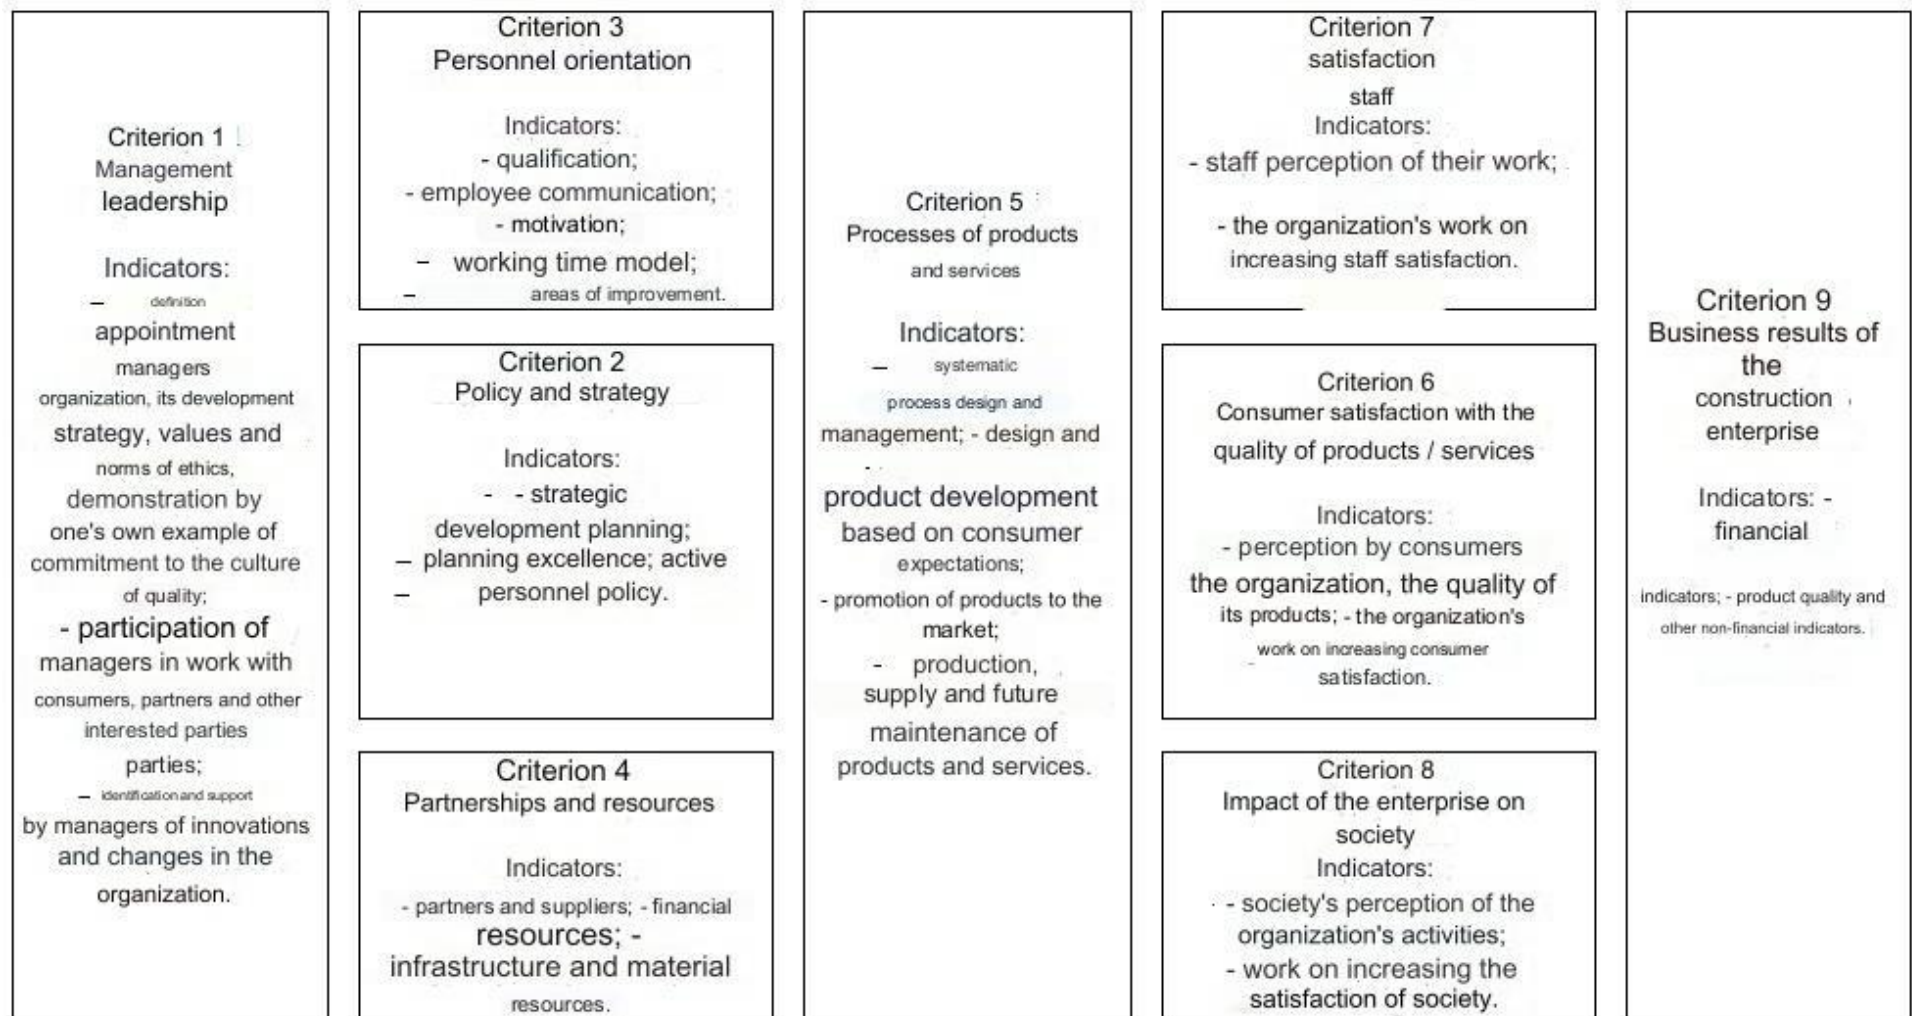 Criterion 1
Management
leadership
Indicators:
– definition
appointment
managers
organization, its development
strategy, values and
norms of ethics,
demonstration by
one's own example of
commitment to the culture
of quality;
- participation of
managers in work with
consumers, partners and other
interested parties
parties;
– identification and support
by managers of innovations
and changes in the
organization.
Criterion 3
Personnel orientation
Indicators:
- qualification;
- employee communication;
- motivation;
– working time model;
– areas of improvement.
Criterion 2
Policy and strategy
Indicators:
- - strategic
development planning;
– planning excellence; active
– personnel policy.
Criterion 4
Partnerships and resources
Indicators:
- partners and suppliers; - financial
resources; -
infrastructure and material
resources.
Criterion 5
Processes of products
and services
Indicators:
– systematic
process design and
management; - design and
product development
based on consumer
expectations;
- promotion of products to the
market;
- production,
supply and future
maintenance of
products and services.
Criterion 7
satisfaction
staff
Indicators:
- staff perception of their work;
- the organization's work on
increasing staff satisfaction.
Criterion 6
Consumer satisfaction with the
quality of products / services
Indicators:
- perception by consumers
the organization, the quality of
its products; - the organization's
work on increasing consumer
satisfaction.
Criterion 8
Impact of the enterprise on
society
Indicators:
- society's perception of the
organization's activities;
- work on increasing the
satisfaction of society.
Criterion 9
Business results of
the
construction
enterprise
Indicators: -
financial
indicators; - product quality and
other non-financial indicators.